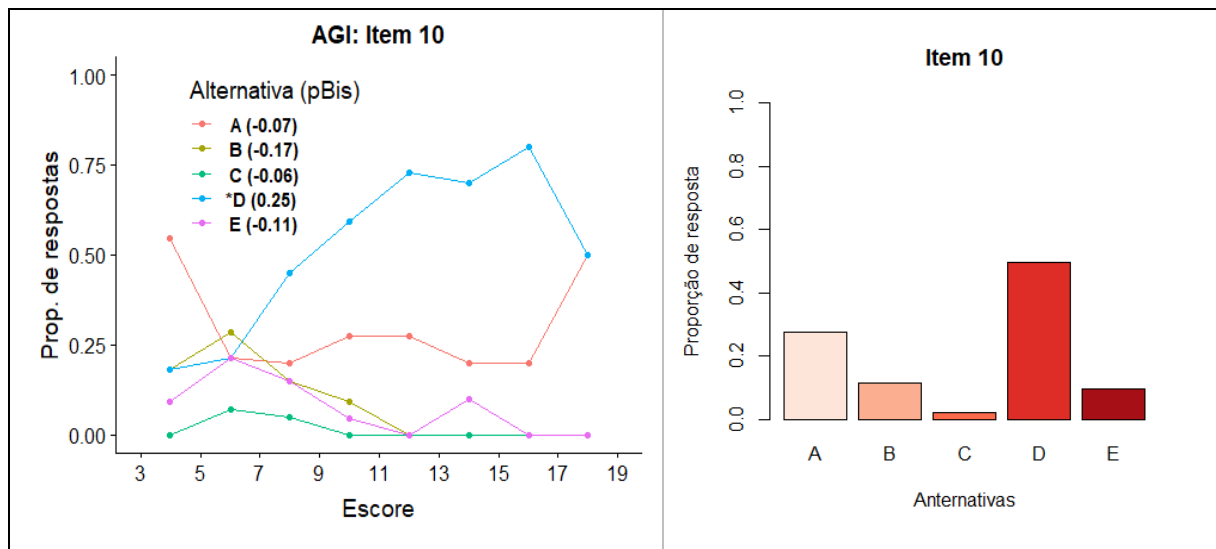 AGI: Item 10
Prop. de respostas
1.00
0.75
0.50
0.25
0.00
Alternativa (pBis)
A (-0.07)
B (-0.17)
C (-0.06)
*D (0.25)
E (-0.11)
3 5 7 9 11 13 15 17 19
Escore
Item 10
Proporção de resposta
1.0
0.8
0.6
0.4
0.2
0.0
A B C D E
Anternativas